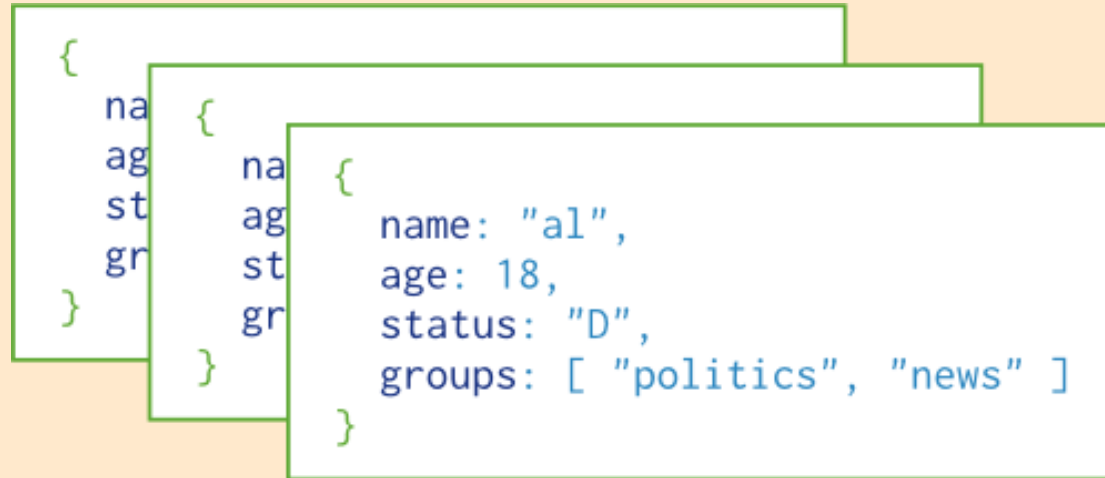 {
na
ag
st
gr
}
{
na
ag
st
gr
}
{
name: "al",
age: 18,
status: "D",
groups: [ "politics", "news" ]
}